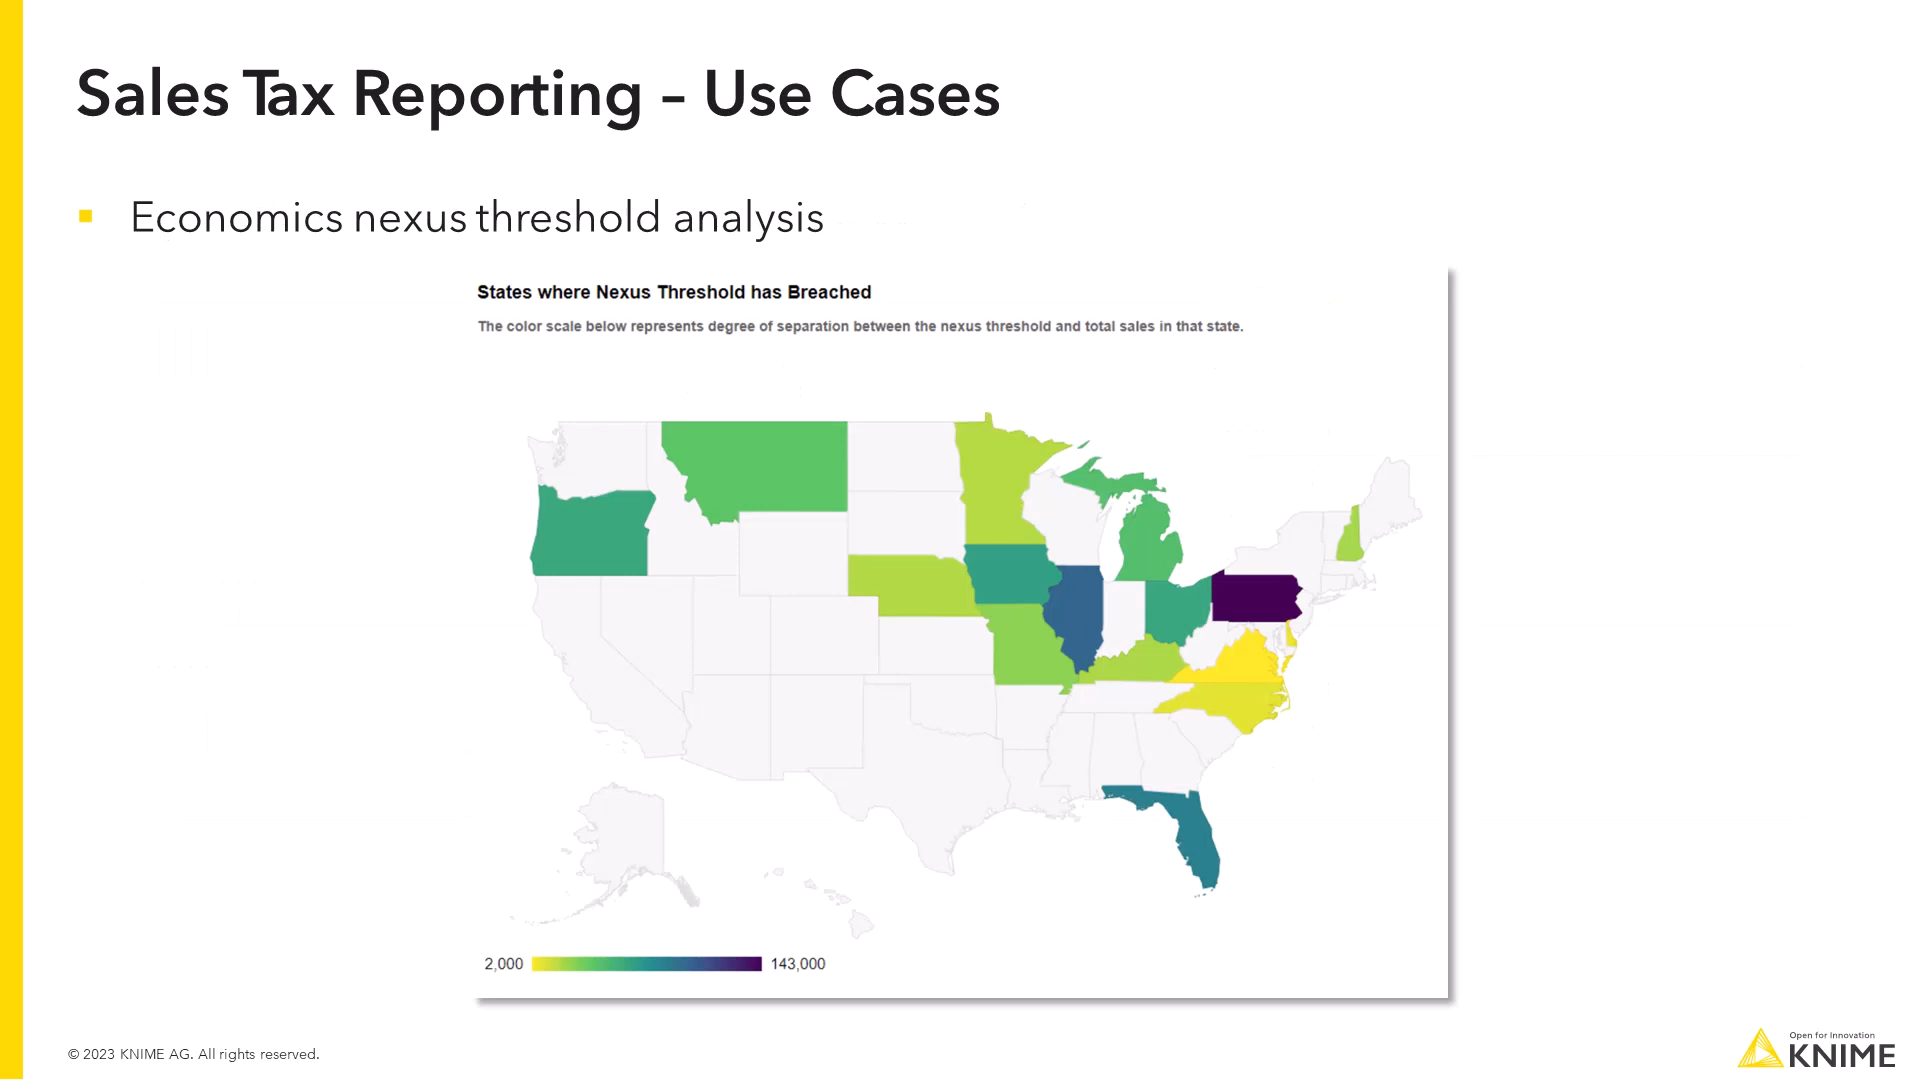 Sales Tax Reporting – Use Cases
Economics nexus threshold analysis
States where Nexus Threshold has Breached
The color scale below represents degree of separation between the nexus threshold and total sales in that state.
2,000
143,000
© 2023 KNIME AG. All rights reserved.
Open for Innovation
KNIME